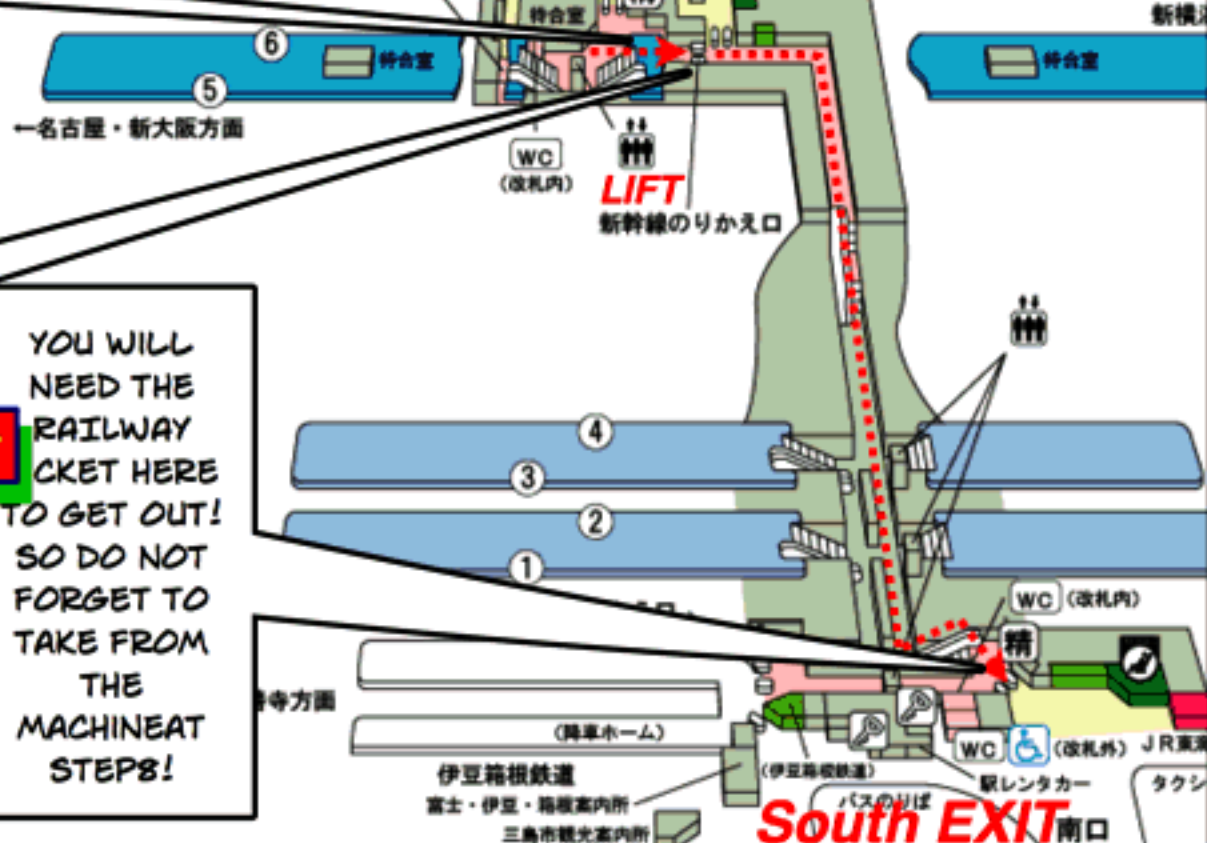 待合室
新横浜
⑥
待合室
待合室
⑤
←名古屋・新大阪方面
WC
(改札内)
LIFT
新幹線のりかえ口
YOU WILL
NEED THE
RAILWAY
CKET HERE
TO GET OUT!
SO DO NOT
FORGET TO
TAKE FROM
THE
MACHINEAT
STEP8!
④
③
②
①
WC (改札内)
精
寺方面
(降車ホーム)
WC (改札外)
JR東海
伊豆箱根鉄道
(伊豆箱根鉄道)
駅レンタカー
タクシ
富士・伊豆・箱根案内所
バスのりば
三島市観光案内所
South EXIT
南口